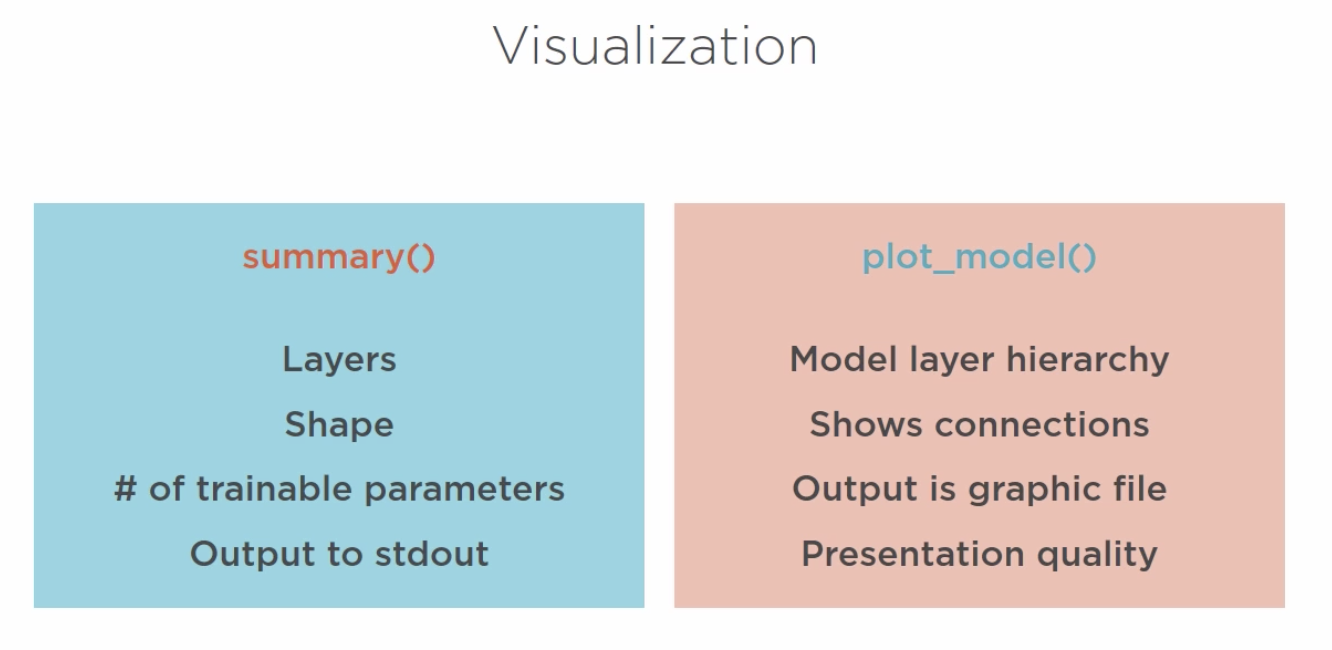 Visualization
summary()
Layers
Shape
# of trainable parameters
Output to stdout
plot_model()
Model layer hierarchy
Shows connections
Output is graphic file
Presentation quality